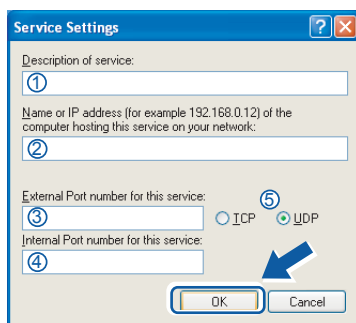 Service Settings
Description of service:
①
Name or IP address (for example 192.168.0.12) of the
computer hosting this service on your network:
②
External Port number for this service:
③ TCP ⑤ UDP
Internal Port number for this service:
④
OK Cancel